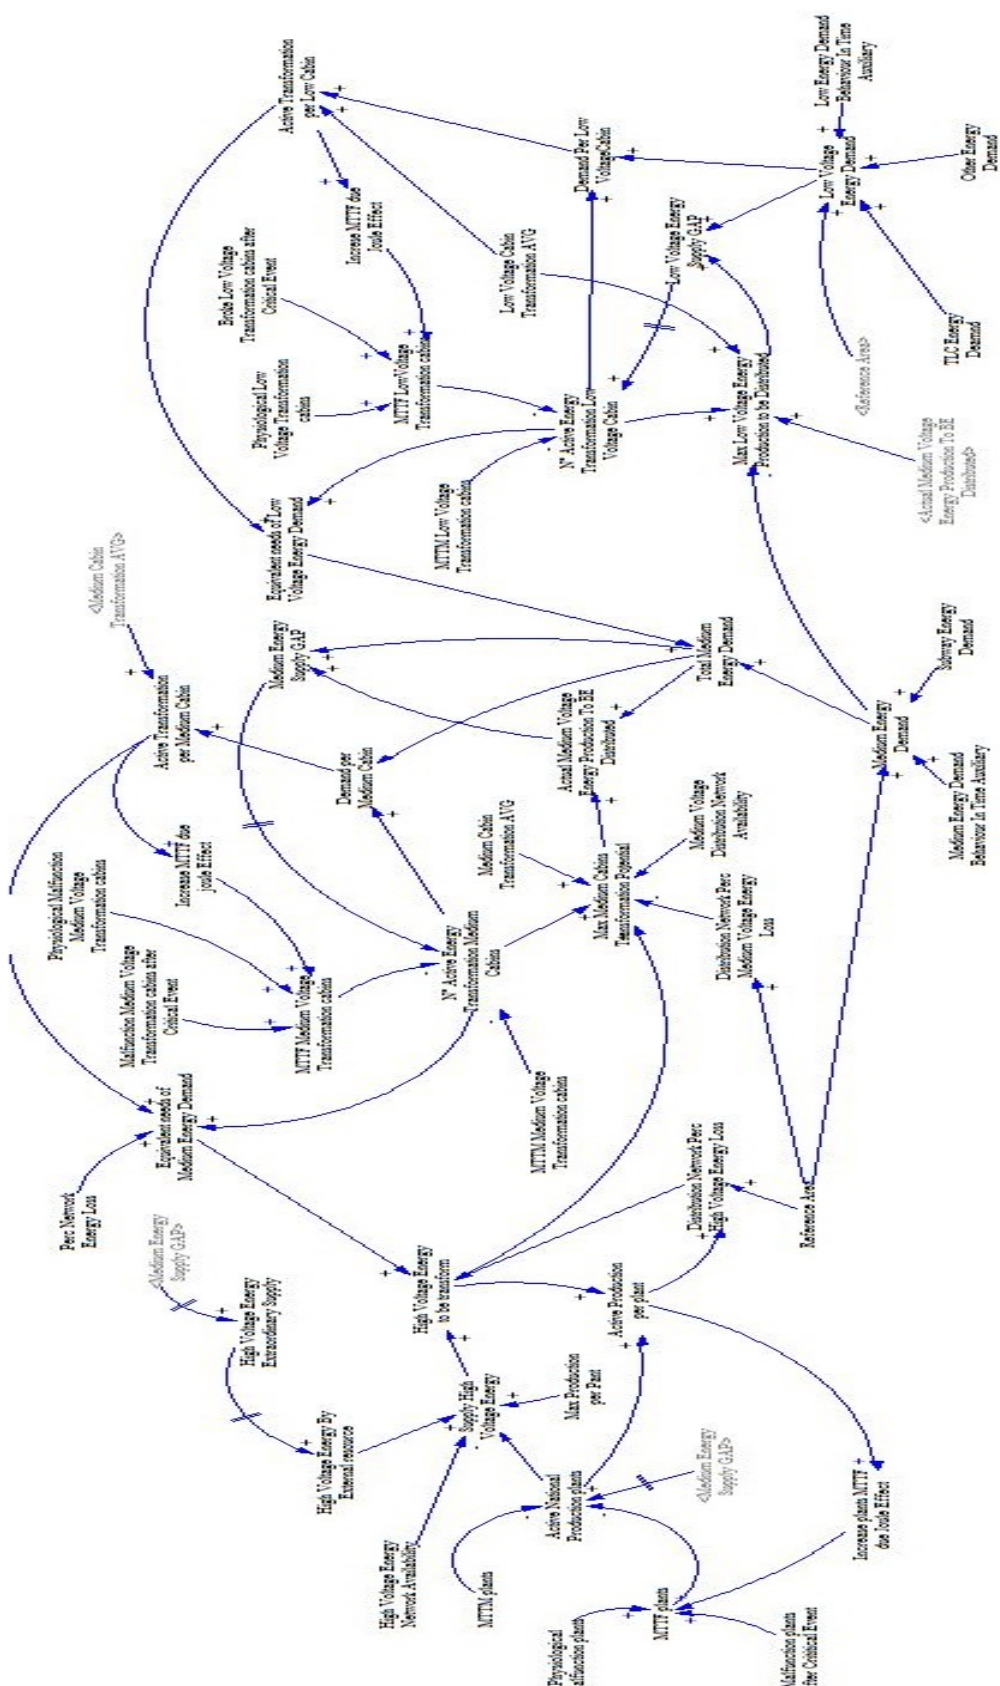 Physiological
alfunction plants
MTTF plants
Malfunction plants
fter Crititical Event
High Voltage Energy
Network Availability
MTTM plants
Active National
Production plants
<Medium Energy
Supply GAP>
Increase plants MTTF
due Joule Effect
High Voltage Energy By
External resource
Supply High
Voltage Energy
Max Production
per Pant
<Medium Energy
Supply GAP>
High Voltage Energy
Extraordinary Supply
High Voltage Energy
to be transform
Active Production
per plant
Perc Network
Energy Loss
Equivalent needs of
Medium Energy Demand
Distribution Network Perc
High Voltage Energy Loss
Reference Area
MTTM Medium Voltage
Transformation cabins
Physiological Malfunction
Medium Voltage
Transformation cabins
Malfunction Medium Voltage
Transformation cabins after
Critical Event
MTTF Medium Voltage
Transformation cabins
Increase MTTF due
joule Effect
N° Active Energy
Transformation Medium
Cabins
Medium Cabin
Transformation AVG
Max Medium Cabins
Transformation Potential
Medium Voltage
Distribution Network
Availability
Distribution Network Perc
Medium Voltage Energy
Loss
<Medium Cabin
Transformation AVG>
Active Transformation
per Medium Cabin
Demand per
Medium Cabin
Medium Energy
Supply GAP
Actual Medium Voltage
Energy Production To BE
Distributed
Total Medium
Energy Demand
Medium Energy
Demand
Medium Energy Demand
Behaviour In Time Auxiliary
Subway Energy
Demand
Equivalent needs of Low
Voltage Energy Demand
MTTM Low Voltage
Transformation cabins
Physiological Low
Voltage Transformation
cabins
Broke Low Voltage
Transformation cabins after
Critical Event
MTTF Low Voltage
Transformation cabins
Increse MTTF due
Joule Effect
Active Transformation
per Low Cabin
N° Active Energy
Transformation Low
Voltage Cabin
Low Voltage Cabin
Transformation AVG
Demand Per Low
VoltageCabin
Low Voltage Energy
Supply GAP
Max Low Voltage Energy
Production to be Distributed
<Actual Medium Voltage
Energy Production To BE
Distributed>
<Reference Area>
Low Voltage
Energy Demand
Low Energy Demand
Behaviour In Time
Auxiliary
TLC Energy
Deamnd
Other Energy
Demand